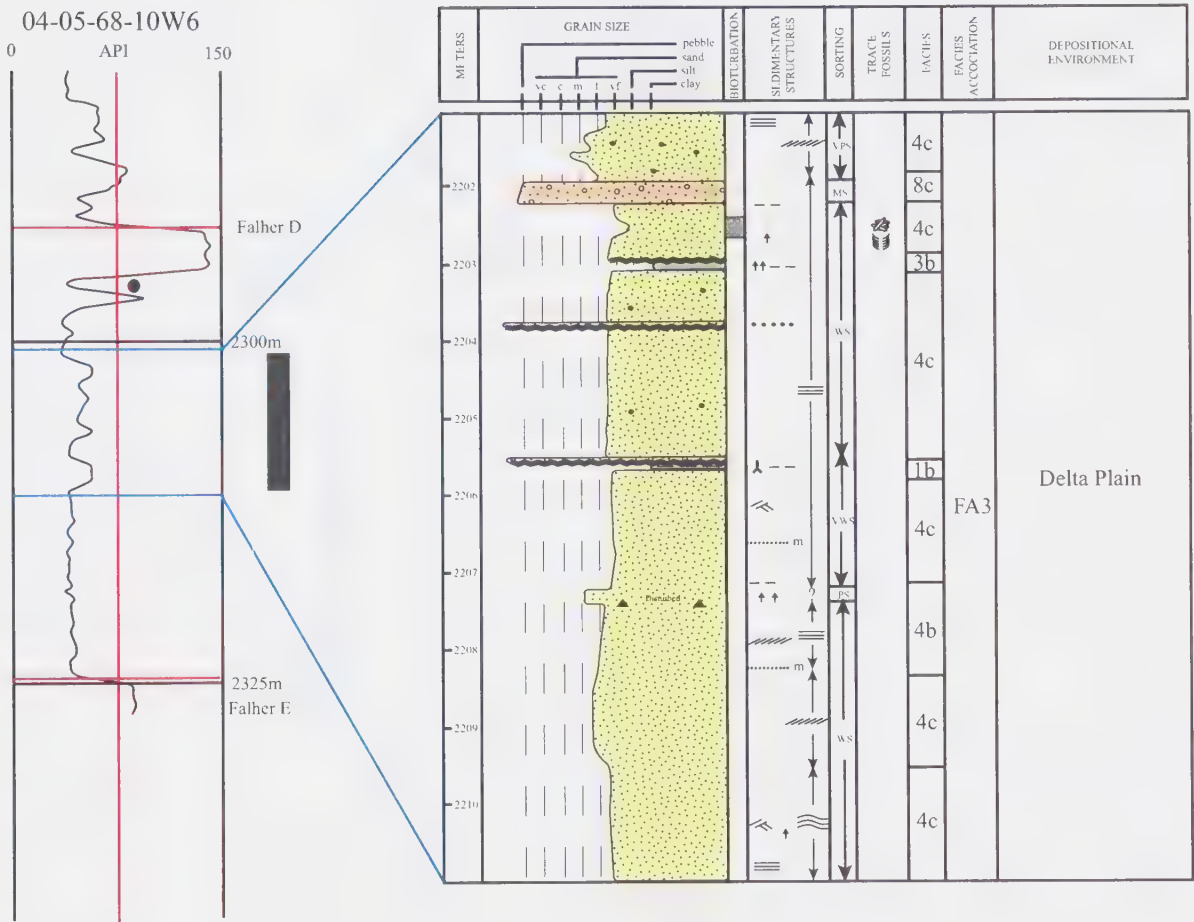 04-05-68-10W6
0 API 150
Falher D
2300m
2325m
Falher E
API
METERS
GRAIN SIZE
pebble
sand
silt
clay
vc c m f vf
BIOTURBATION
SEDIMENTARY STRUCTURES
SORTING
TRACE FOSSILS
FACIES
FACIES ACCOCIATION
DEPOSITIONAL ENVIRONMENT
2202
2203
2204
2205
2206
2207
2208
2209
2210
Disturbed
m
?
m
VPS
MS
WS
VWS
PS
WS
4c
8c
4c
3b
4c
1b
4c
4b
4c
4c
FA3
Delta Plain